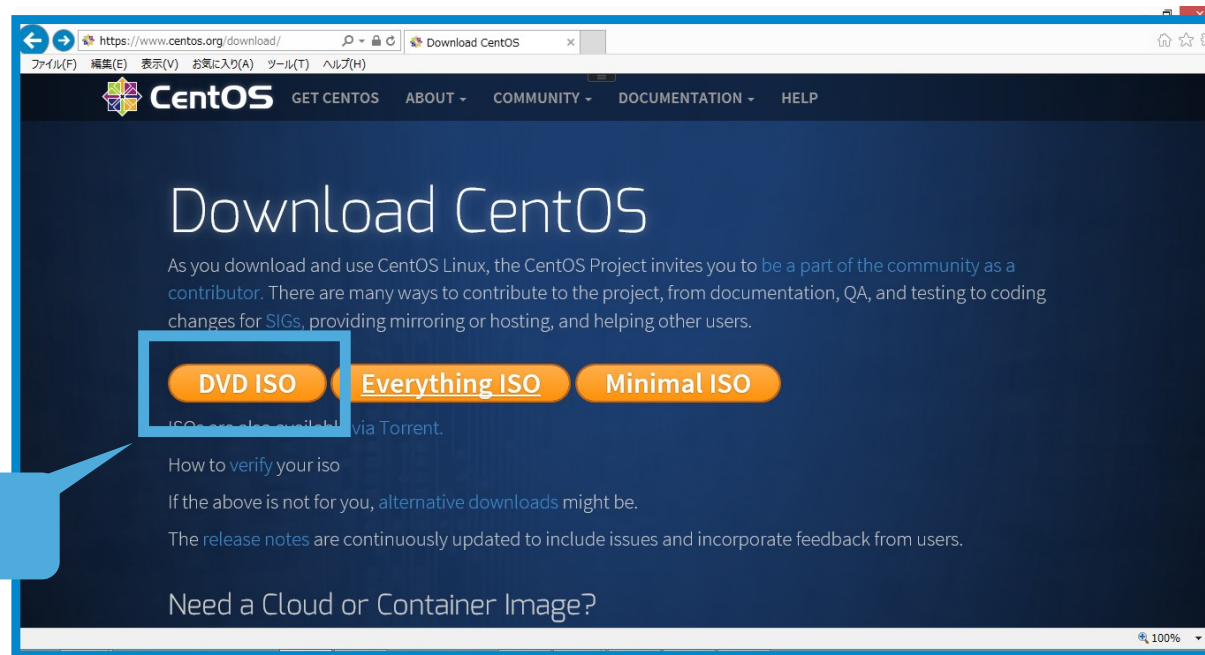 https://www.centos.org/download/
Download CentOS
ファイル(F) 編集(E) 表示(V) お気に入り(A) ツール(T) ヘルプ(H)
CentOS GET CENTOS ABOUT COMMUNITY DOCUMENTATION HELP
Download CentOS
As you download and use CentOS Linux, the CentOS Project invites you to be a part of the community as a
contributor. There are many ways to contribute to the project, from documentation, QA, and testing to coding
changes for SIGs, providing mirroring or hosting, and helping other users.
DVD ISO Everything ISO Minimal ISO
ISOs are also available via Torrent.
How to verify your iso
If the above is not for you, alternative downloads might be.
The release notes are continuously updated to include issues and incorporate feedback from users.
Need a Cloud or Container Image?
100%